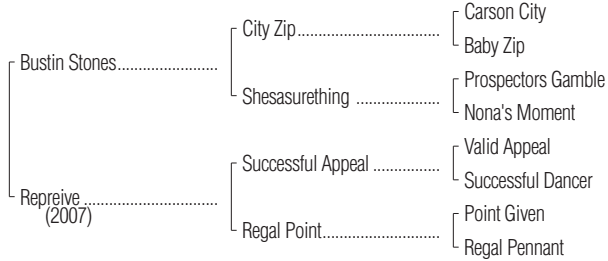 Carson City
City Zip..............................
Baby Zip
Bustin Stones.....................
Prospectors Gamble
Shesasurething ..................
Nona's Moment
Valid Appeal
Successful Appeal ..............
Successful Dancer
Repreive ............................
(2007)
Point Given
Regal Point.........................
Regal Pennant